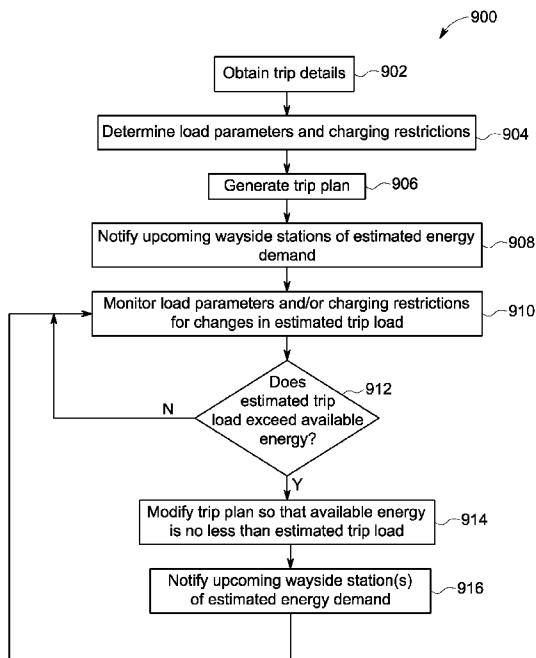 900
Obtain trip details
902
Determine load parameters and charging restrictions
904
Generate trip plan
906
Notify upcoming wayside stations of estimated energy
demand
908
Monitor load parameters and/or charging restrictions
for changes in estimated trip load
910
Does
estimated trip
load exceed available
energy?
912
N
Y
Modify trip plan so that available energy
is no less than estimated trip load
914
Notify upcoming wayside station(s)
of estimated energy demand
916